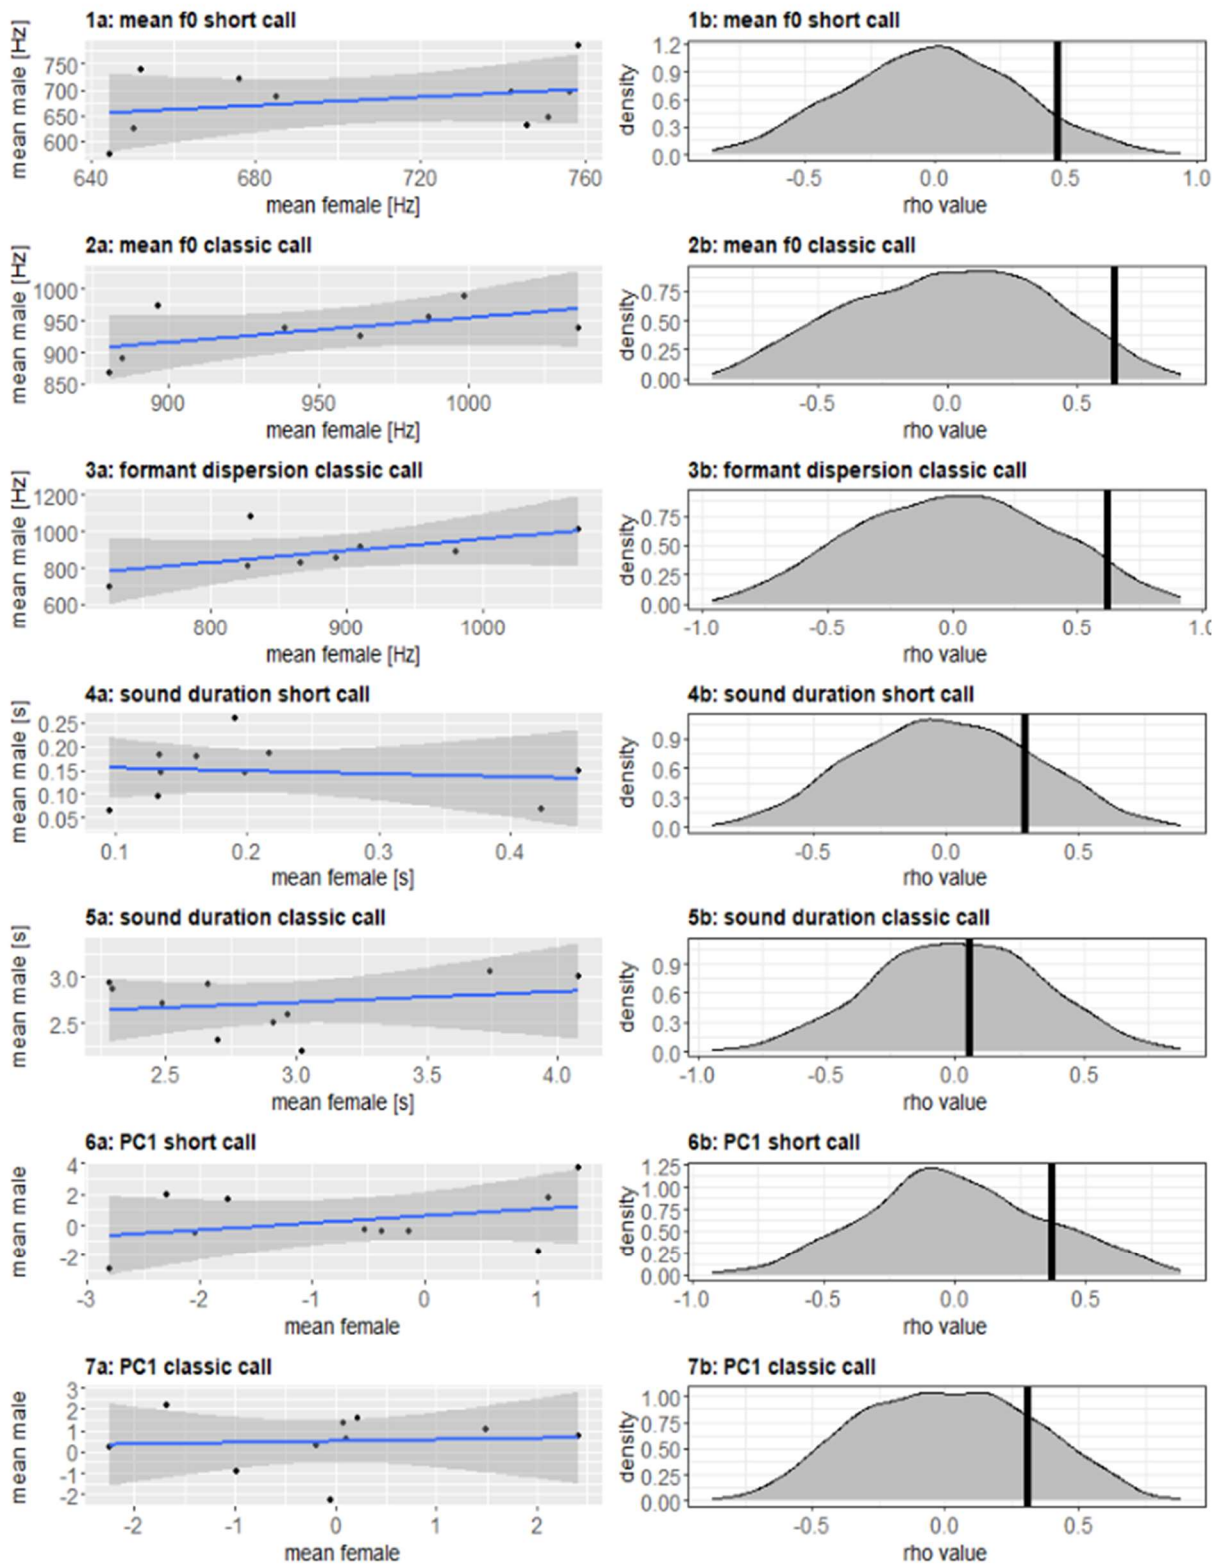 1a: mean f0 short call
mean male [Hz]
750
700
650
600
640 680 720 760
mean female [Hz]
1b: mean f0 short call
density
1.2
0.9
0.6
0.3
0.0
-0.5 0.0 0.5 1.0
rho value
2a: mean f0 classic call
mean male [Hz]
1000
950
900
850
900 950 1000
mean female [Hz]
2b: mean f0 classic call
density
0.75
0.50
0.25
0.00
-0.5 0.0 0.5
rho value
3a: formant dispersion classic call
mean male [Hz]
1200
1000
800
600
800 900 1000
mean female [Hz]
3b: formant dispersion classic call
density
0.75
0.50
0.25
0.00
-1.0 -0.5 0.0 0.5 1.0
rho value
4a: sound duration short call
mean male [s]
0.25
0.20
0.15
0.10
0.05
0.1 0.2 0.3 0.4
mean female [s]
4b: sound duration short call
density
0.9
0.6
0.3
0.0
-0.5 0.0 0.5
rho value
5a: sound duration classic call
mean male [s]
3.0
2.5
2.5 3.0 3.5 4.0
mean female [s]
5b: sound duration classic call
density
0.9
0.6
0.3
0.0
-1.0 -0.5 0.0 0.5
rho value
6a: PC1 short call
mean male
4
2
0
-2
-3 -2 -1 0 1
mean female
6b: PC1 short call
density
1.25
1.00
0.75
0.50
0.25
0.00
-1.0 -0.5 0.0 0.5
rho value
7a: PC1 classic call
mean male
3
2
1
0
-1
-2
-2 -1 0 1 2
mean female
7b: PC1 classic call
density
1.00
0.75
0.50
0.25
0.00
-0.5 0.0 0.5
rho value